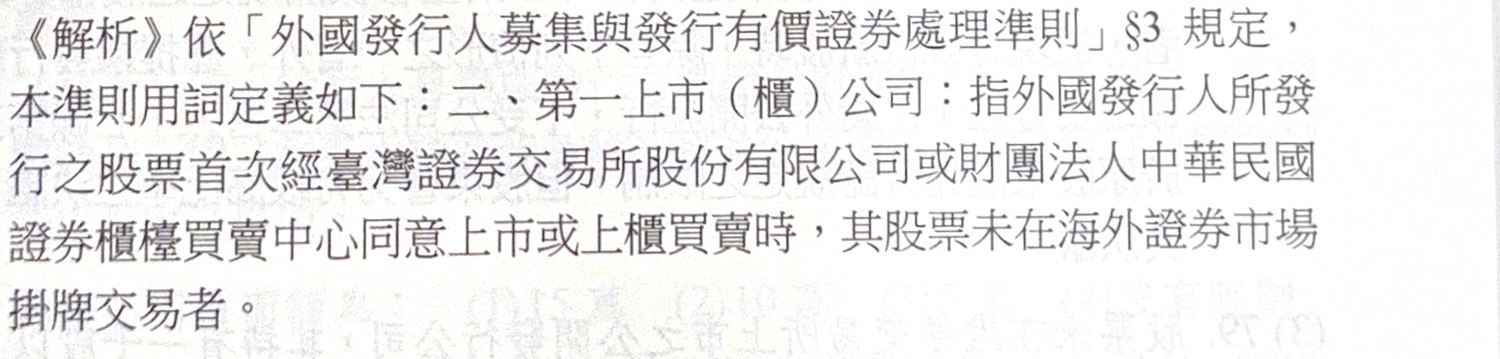 《解析》依「外國發行人募集與發行有價證券處理準則」§3 規定，
本準則用詞定義如下：二、第一上市（櫃）公司：指外國發行人所發
行之股票首次經臺灣證券交易所股份有限公司或財團法人中華民國
證券櫃檯買賣中心同意上市或上櫃買賣時，其股票未在海外證券市場
掛牌交易者。